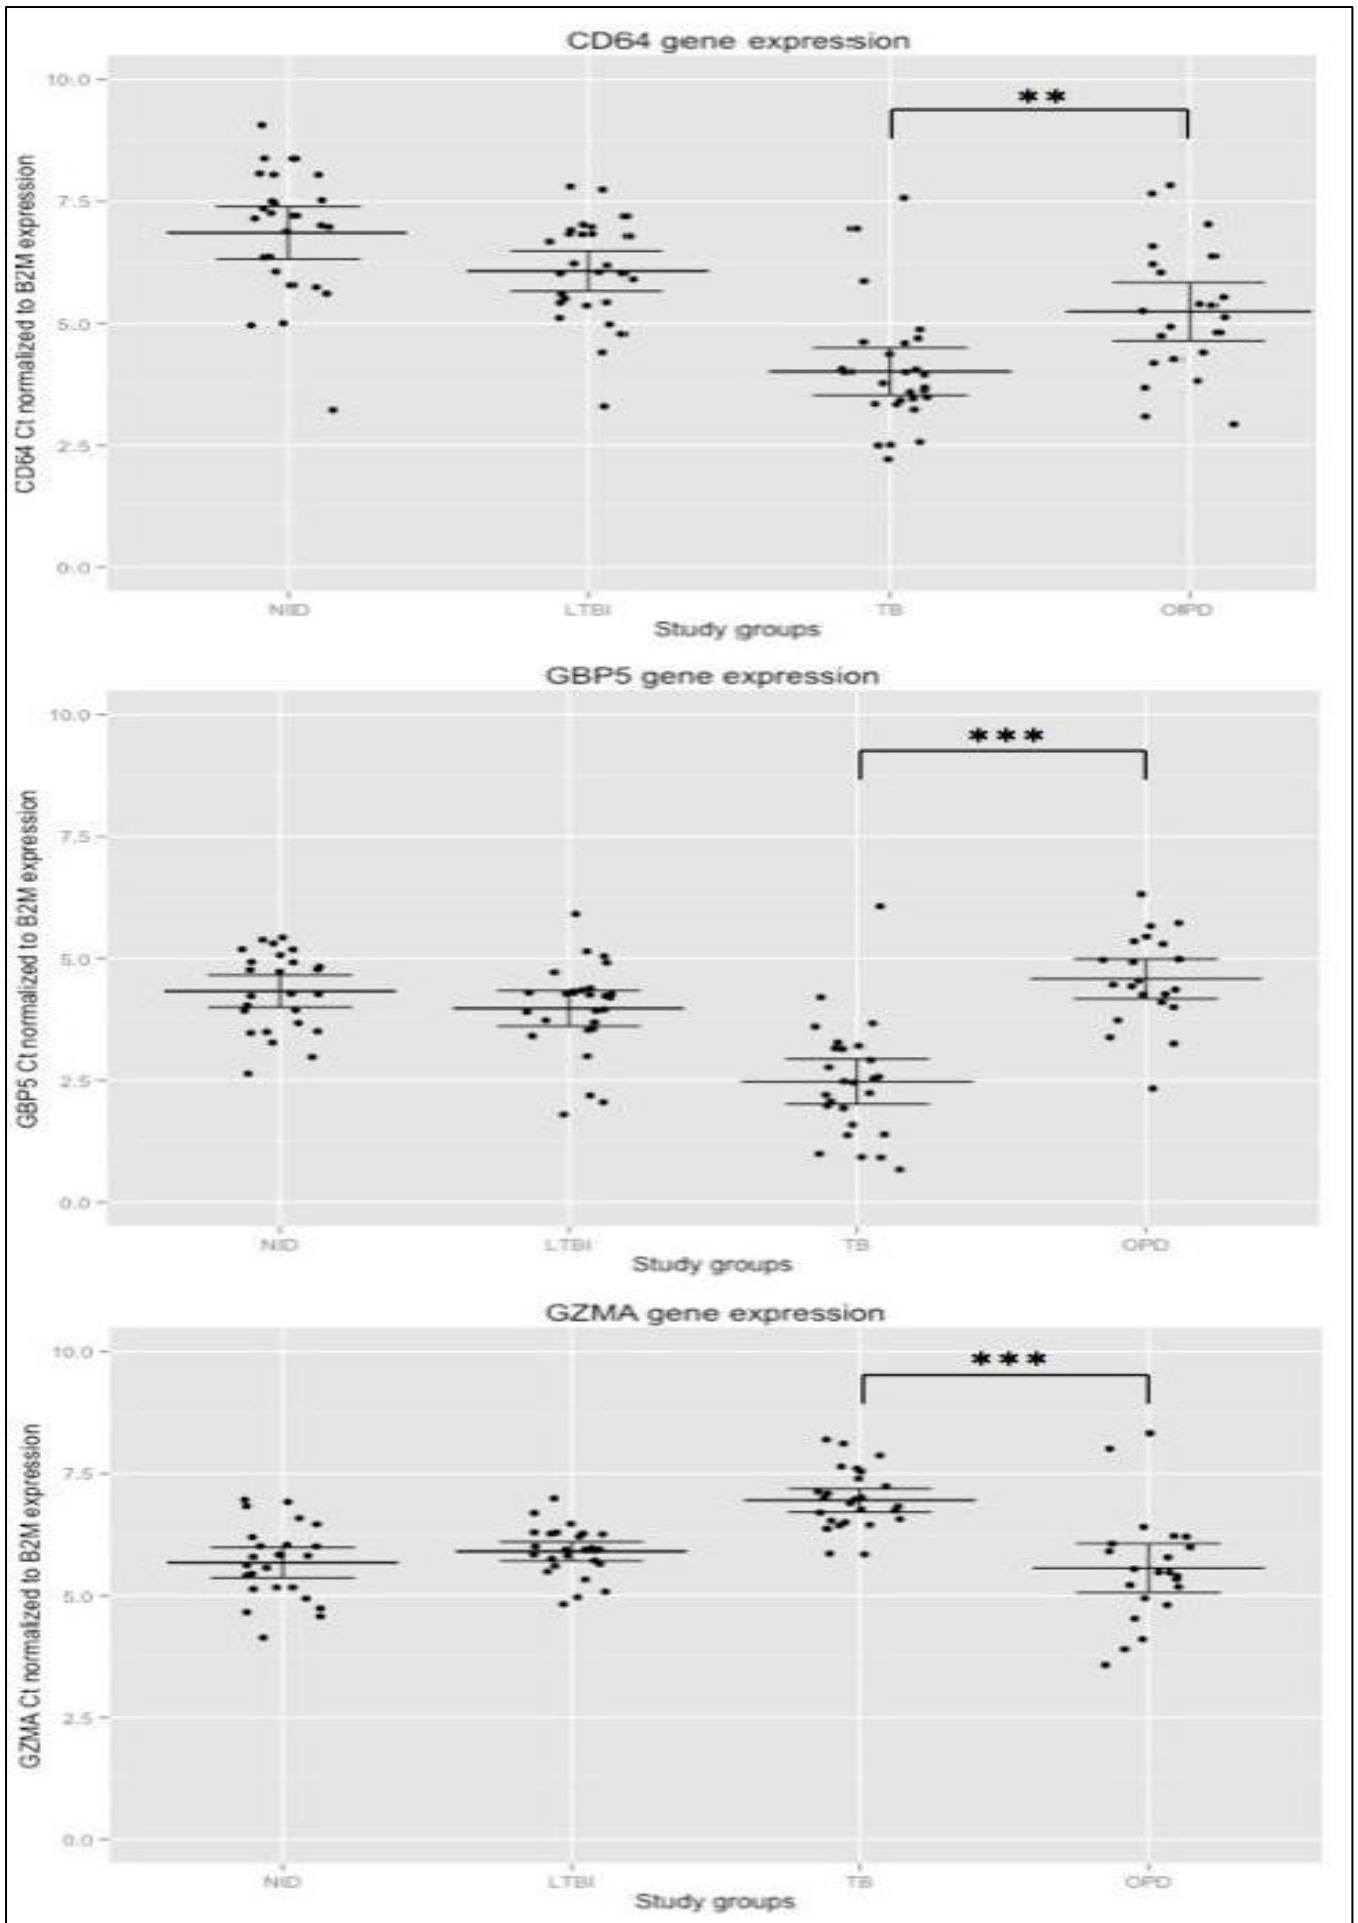 CD64 gene expression
**
10.0
7.5
5.0
2.5
0.0
CD64 Ct normalized to B2M expression
NID LTBI TB OPD
Study groups
GBP5 gene expression
***
10.0
7.5
5.0
2.5
0.0
GBP5 Ct normalized to B2M expression
NID LTBI TB OPD
Study groups
GZMA gene expression
***
10.0
7.5
5.0
2.5
0.0
GZMA Ct normalized to B2M expression
NID LTBI TB OPD
Study groups